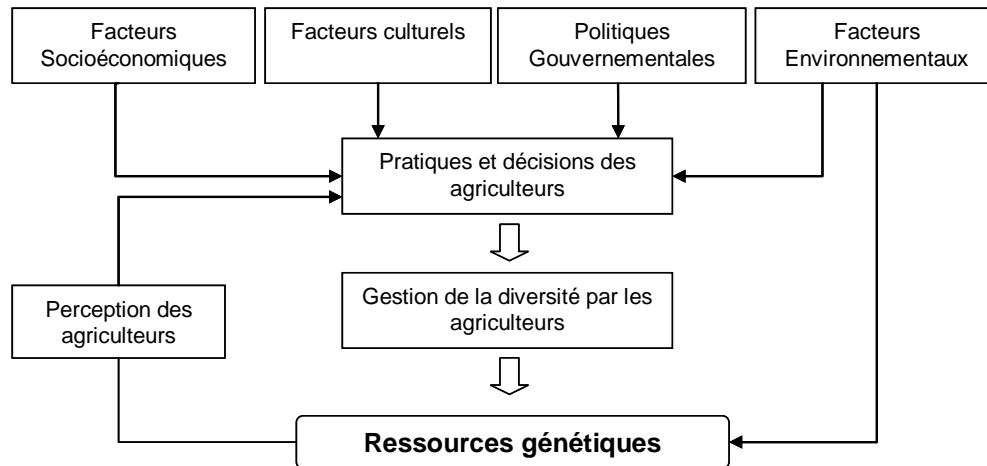 Facteurs
Socioéconomiques
Facteurs culturels
Politiques
Gouvernementales
Facteurs
Environnementaux
Pratiques et décisions des
agriculteurs
Perception des
agriculteurs
Gestion de la diversité par les
agriculteurs
Ressources génétiques